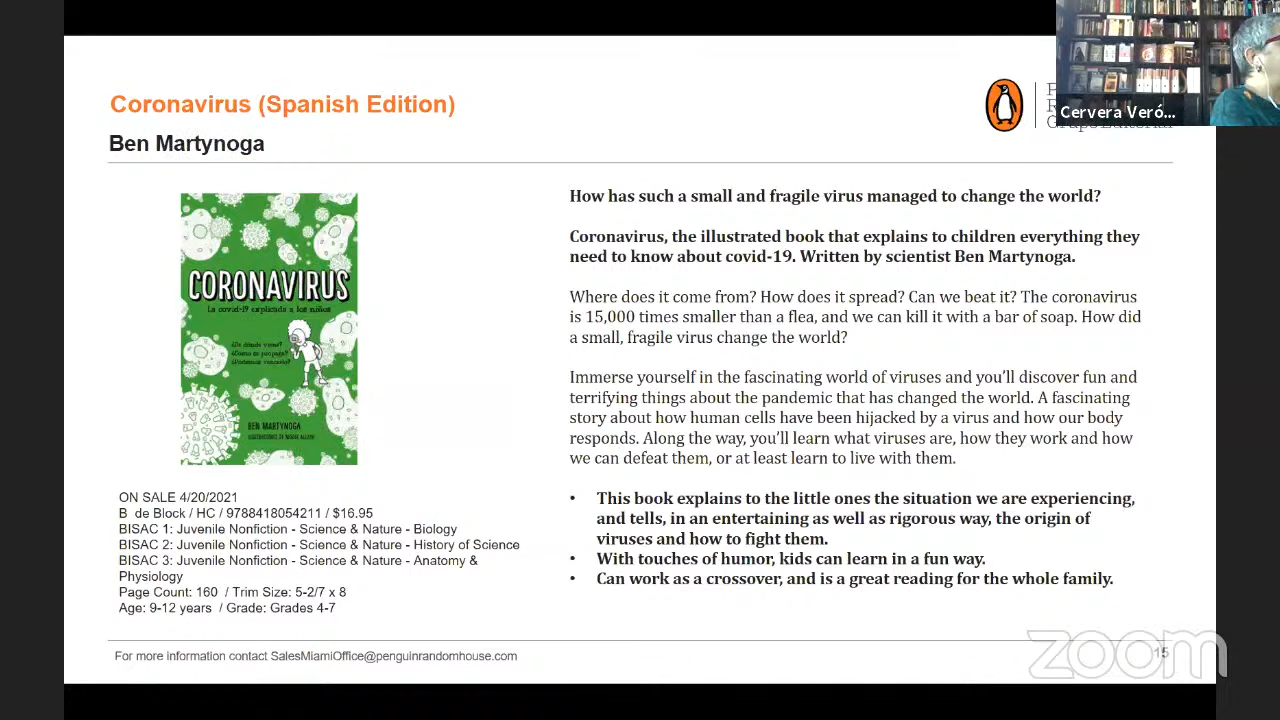 Coronavirus (Spanish Edition)
Ben Martynoga
Cervera Veró...
Grupo Editorial
CORONAVIRUS
La covid-19 explicada a los niños
¿De dónde viene?
¿Cómo se propaga?
BEN MARTYNOGA
How has such a small and fragile virus managed to change the world?
Coronavirus, the illustrated book that explains to children everything they
need to know about covid-19. Written by scientist Ben Martynoga.
Where does it come from? How does it spread? Can we beat it? The coronavirus
is 15,000 times smaller than a flea, and we can kill it with a bar of soap. How did
a small, fragile virus change the world?
Immerse yourself in the fascinating world of viruses and you'll discover fun and
terrifying things about the pandemic that has changed the world. A fascinating
story about how human cells have been hijacked by a virus and how our body
responds. Along the way, you'll learn what viruses are, how they work and how
we can defeat them, or at least learn to live with them.
• This book explains to the little ones the situation we are experiencing,
and tells, in an entertaining as well as rigorous way, the origin of
viruses and how to fight them.
• With touches of humor, kids can learn in a fun way.
• Can work as a crossover, and is a great reading for the whole family.
ON SALE 4/20/2021
B de Block / HC / 9788418054211 / $16.95
BISAC 1: Juvenile Nonfiction - Science & Nature - Biology
BISAC 2: Juvenile Nonfiction - Science & Nature - History of Science
BISAC 3: Juvenile Nonfiction - Science & Nature - Anatomy &
Physiology
Page Count: 160 / Trim Size: 5-2/7 x 8
Age: 9-12 years / Grade: Grades 4-7
For more information contact SalesMiamiOffice@penguinrandomhouse.com
15
zoom